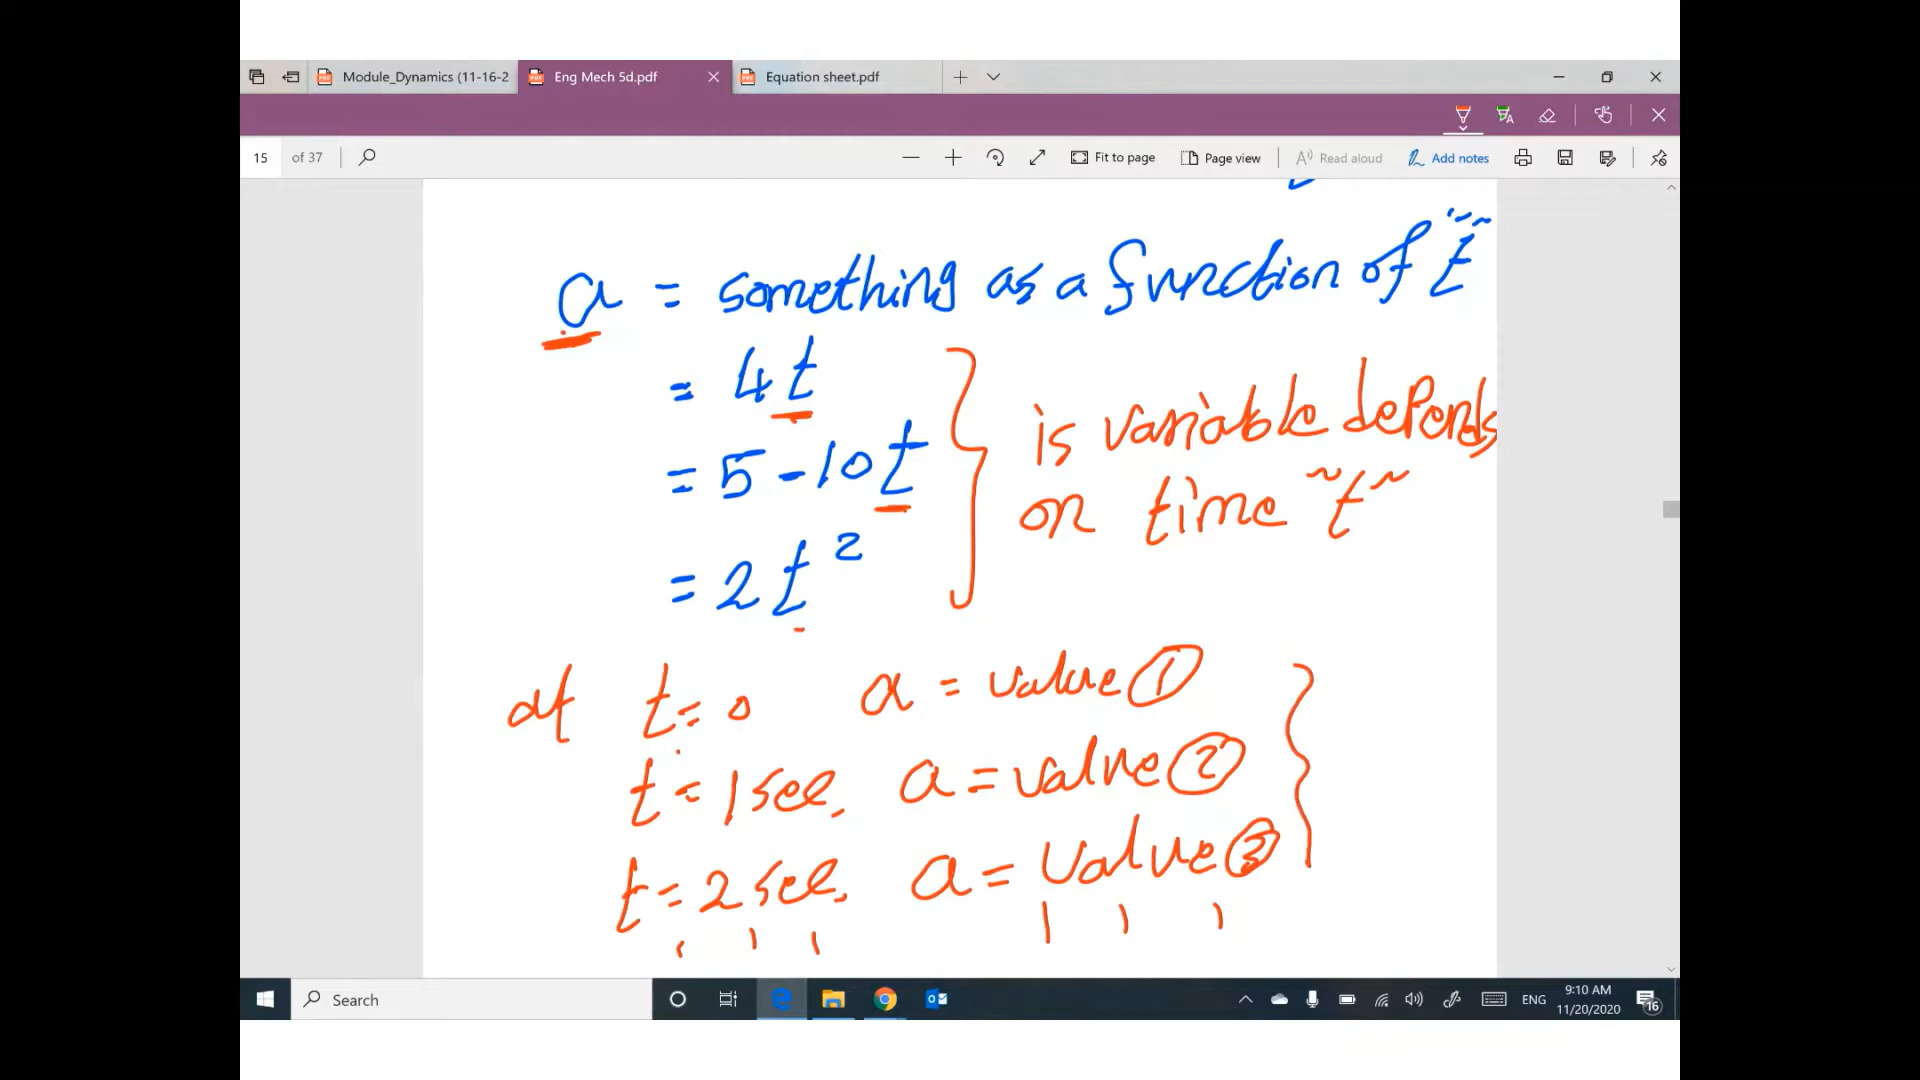 Module_Dynamics (11-16-2
Eng Mech 5d.pdf
Equation sheet.pdf
15 of 37
Fit to page
Page view
Read aloud
Add notes
a = something as a function of "t"
= 4t
= 5-10t
= 2t²
is variable depends
on time "t"
at t=0 a = value ①
t=1 sec, a = value ②
t=2 sec, a = value ③
Search
ENG
9:10 AM
11/20/2020
16